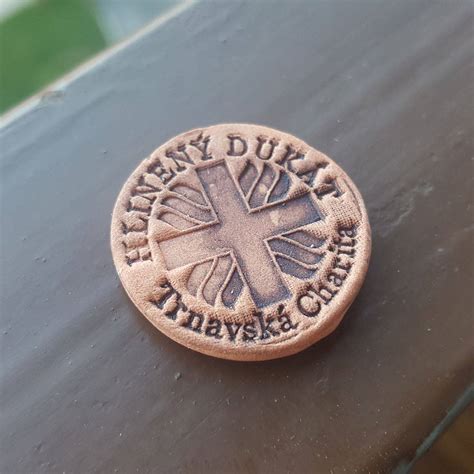 HLINENÝ DUKÁT
Trnavská Charita